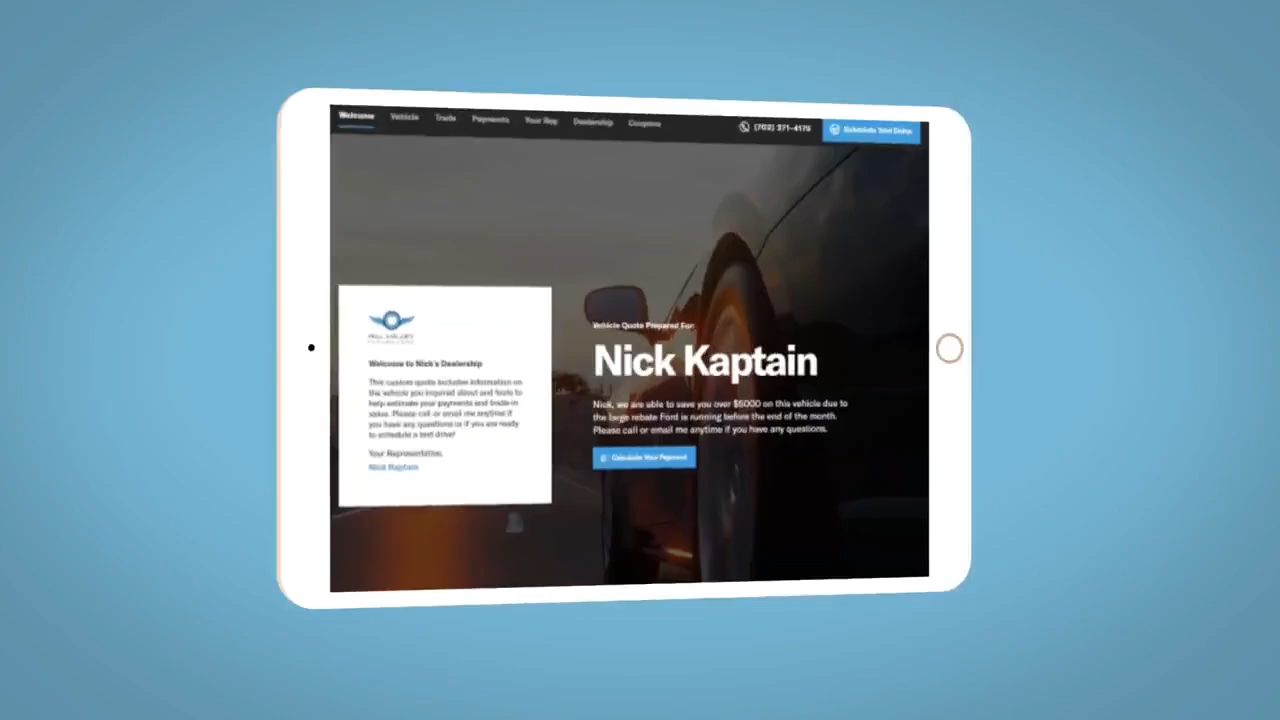 Welcome Vehicle Trade Payments Your Rep Dealership Coupons (702) 271-4175 Schedule Test Drive
Vehicle Quote Prepared For:
Nick Kaptain
Nick, we are able to save you over $5000 on this vehicle due to
the large rebate Ford is running before the end of the month.
Please call or email me anytime if you have any questions.
Calculate Your Payment
Welcome to Nick's Dealership
This custom quote includes information on
the vehicle you inquired about and tools to
help estimate your payments and trade-in
value. Please call or email me anytime if
you have any questions or if you are ready
to schedule a test drive!
Your Representative,
Nick Kaptain